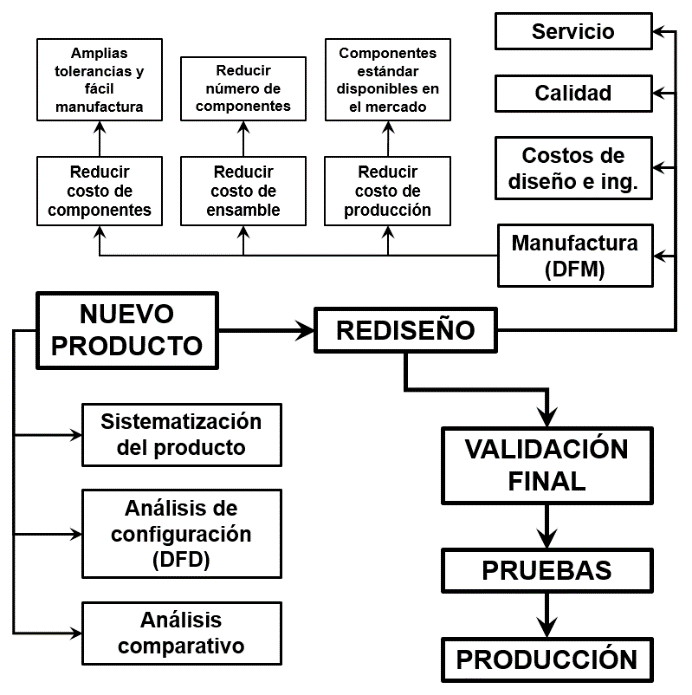 Servicio
Amplias
tolerancias y
fácil
manufactura
Reducir
número de
componentes
Componentes
estándar
disponibles en
el mercado
Calidad
Reducir
costo de
componentes
Reducir
costo de
ensamble
Reducir
costo de
producción
Costos de
diseño e ing.
Manufactura
(DFM)
NUEVO
PRODUCTO
REDISEÑO
Sistematización
del producto
VALIDACIÓN
FINAL
Análisis de
configuración
(DFD)
PRUEBAS
Análisis
comparativo
PRODUCCIÓN